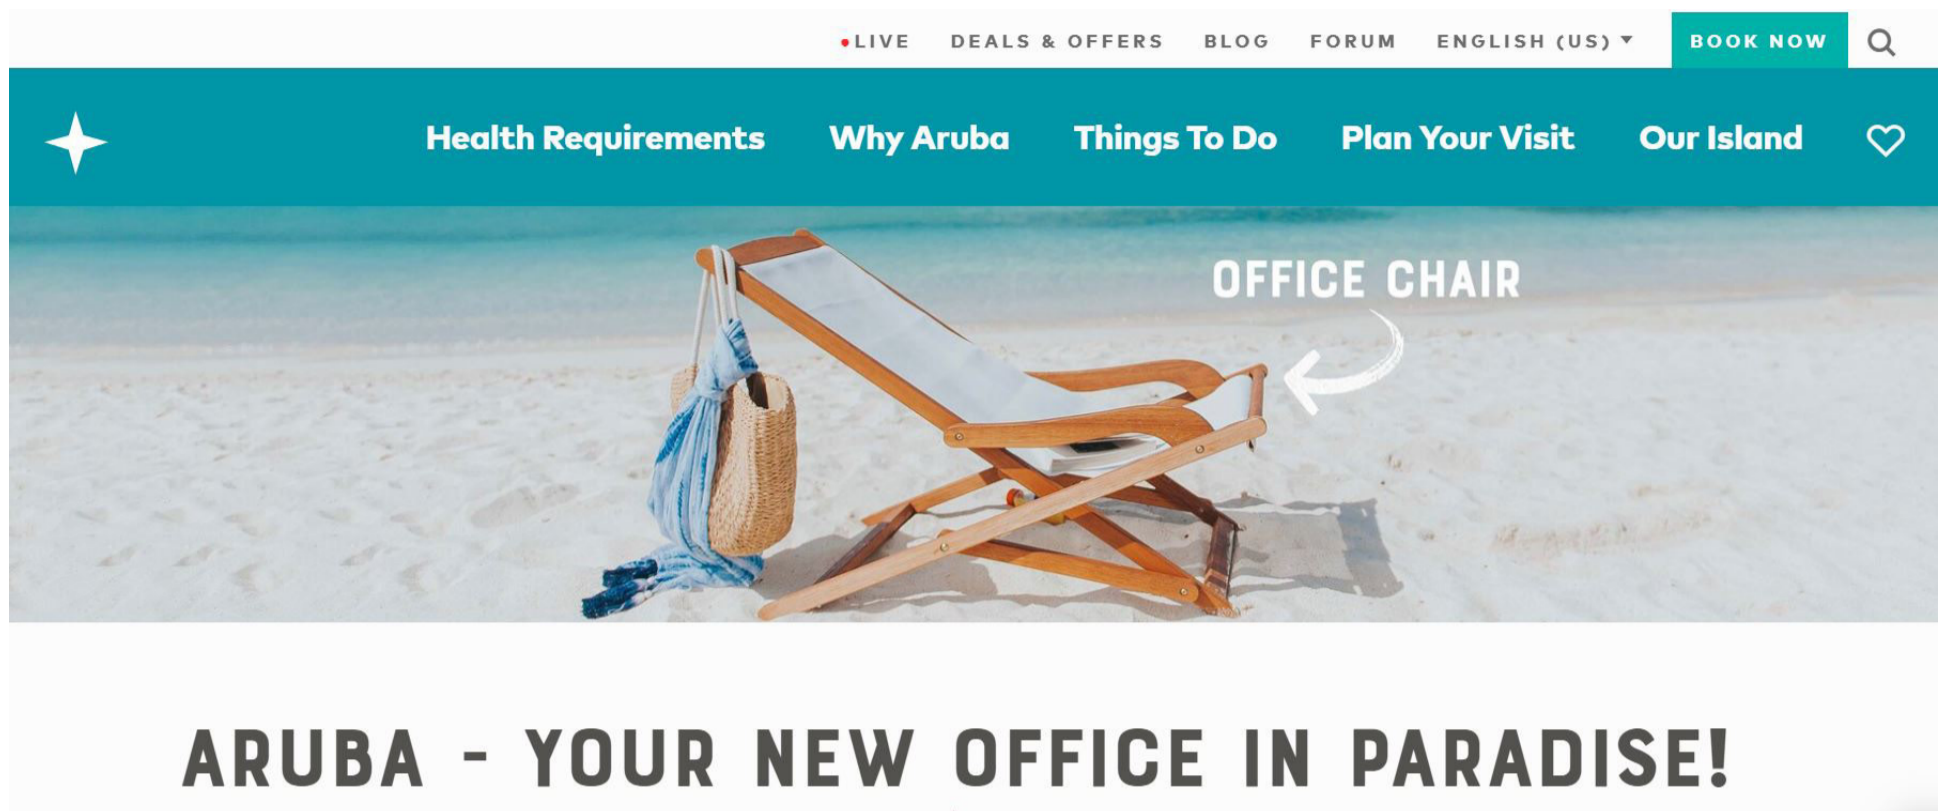 LIVE DEALS & OFFERS BLOG FORUM ENGLISH (US) BOOK NOW
Health Requirements Why Aruba Things To Do Plan Your Visit Our Island
OFFICE CHAIR
ARUBA - YOUR NEW OFFICE IN PARADISE!